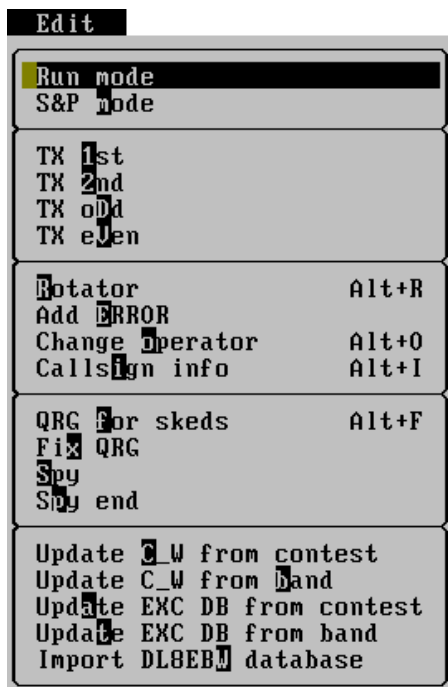 Edit
Run mode
S&P mode
TX 1st
TX 2nd
TX oDd
TX eVen
Rotator Alt+R
Add ERROR
Change operator Alt+O
Callsign info Alt+I
QRG for skeds Alt+F
Fix QRG
Spy
Spy end
Update C_W from contest
Update C_W from band
Update EXC DB from contest
Update EXC DB from band
Import DL8EBW database